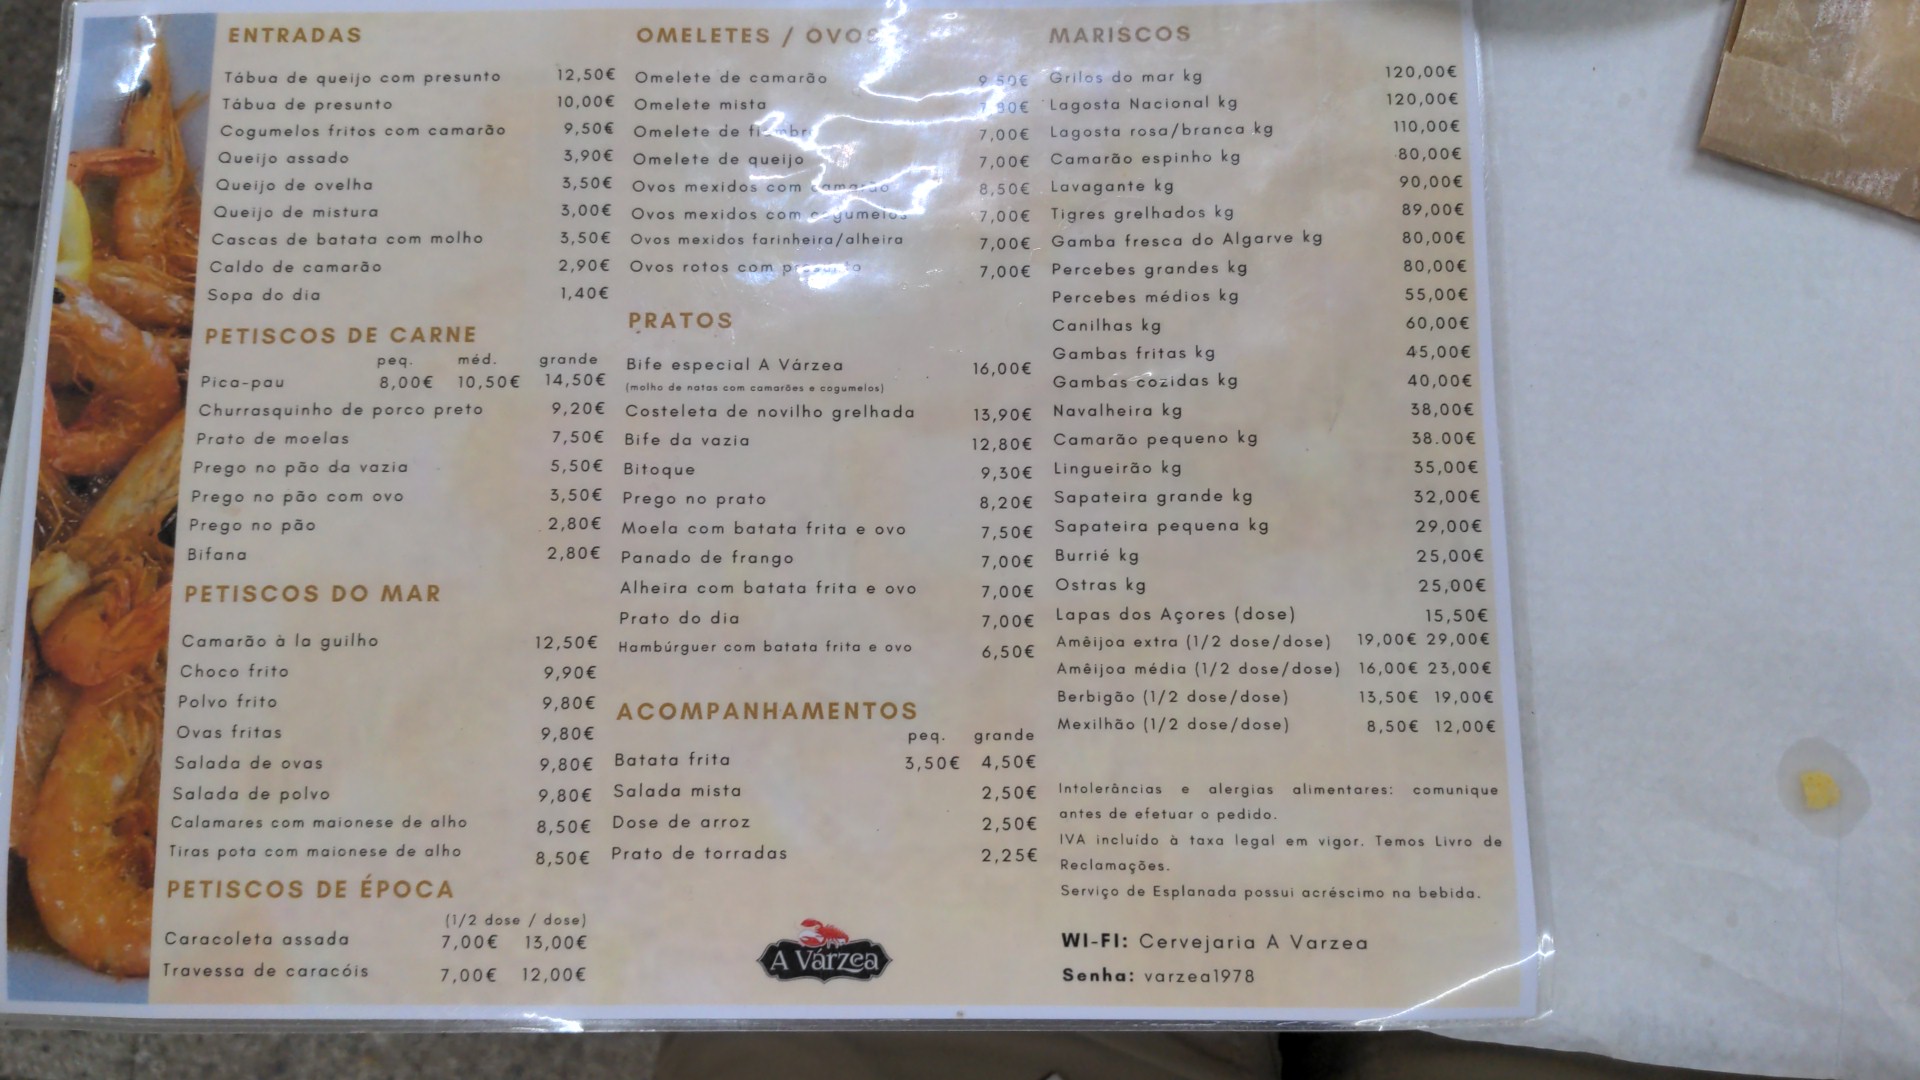 ENTRADAS
Tábua de queijo com presunto 12,50€
Tábua de presunto 10,00€
Cogumelos fritos com camarão 9,50€
Queijo assado 3,90€
Queijo de ovelha 3,50€
Queijo de mistura 3,00€
Cascas de batata com molho 3,50€
Caldo de camarão 2,90€
Sopa do dia 1,40€
PETISCOS DE CARNE
peq. méd. grande
Pica-pau 8,00€ 10,50€ 14,50€
Churrasquinho de porco preto 9,20€
Prato de moelas 7,50€
Prego no pão da vazia 5,50€
Prego no pão com ovo 3,50€
Prego no pão 2,80€
Bifana 2,80€
PETISCOS DO MAR
Camarão à la guilho 12,50€
Choco frito 9,90€
Polvo frito 9,80€
Ovas fritas 9,80€
Salada de ovas 9,80€
Salada de polvo 9,80€
Calamares com maionese de alho 8,50€
Tiras pota com maionese de alho 8,50€
PETISCOS DE ÉPOCA
(1/2 dose / dose)
Caracoleta assada 7,00€ 13,00€
Travessa de caracóis 7,00€ 12,00€
OMELETES / OVOS
Omelete de camarão 9,50€
Omelete mista
Omelete de fiambre 7,00€
Omelete de queijo 7,00€
Ovos mexidos com camarão 8,50€
Ovos mexidos com cogumelos 7,00€
Ovos mexidos farinheira/alheira 7,00€
Ovos rotos com presunto 7,00€
PRATOS
Bife especial A Várzea 16,00€
(molho de natas com camarões e cogumelos)
Costeleta de novilho grelhada 13,90€
Bife da vazia 12,80€
Bitoque 9,30€
Prego no prato 8,20€
Moela com batata frita e ovo 7,50€
Panado de frango 7,00€
Alheira com batata frita e ovo 7,00€
Prato do dia 7,00€
Hambúrguer com batata frita e ovo 6,50€
ACOMPANHAMENTOS
peq. grande
Batata frita 3,50€ 4,50€
Salada mista 2,50€
Dose de arroz 2,50€
Prato de torradas 2,25€
A Várzea
MARISCOS
Grilos do mar kg 120,00€
Lagosta Nacional kg 120,00€
Lagosta rosa/branca kg 110,00€
Camarão espinho kg 80,00€
Lavagante kg 90,00€
Tigres grelhados kg 89,00€
Gamba fresca do Algarve kg 80,00€
Percebes grandes kg 80,00€
Percebes médios kg 55,00€
Canilhas kg 60,00€
Gambas fritas kg 45,00€
Gambas cozidas kg 40,00€
Navalheira kg 38,00€
Camarão pequeno kg 38.00€
Lingueirão kg 35,00€
Sapateira grande kg 32,00€
Sapateira pequena kg 29,00€
Burrié kg 25,00€
Ostras kg 25,00€
Lapas dos Açores (dose) 15,50€
Amêijoa extra (1/2 dose/dose) 19,00€ 29,00€
Amêijoa média (1/2 dose/dose) 16,00€ 23,00€
Berbigão (1/2 dose/dose) 13,50€ 19,00€
Mexilhão (1/2 dose/dose) 8,50€ 12,00€
Intolerâncias e alergias alimentares: comunique
antes de efetuar o pedido.
IVA incluído à taxa legal em vigor. Temos Livro de
Reclamações.
Serviço de Esplanada possui acréscimo na bebida.
WI-FI: Cervejaria A Varzea
Senha: varzea1978